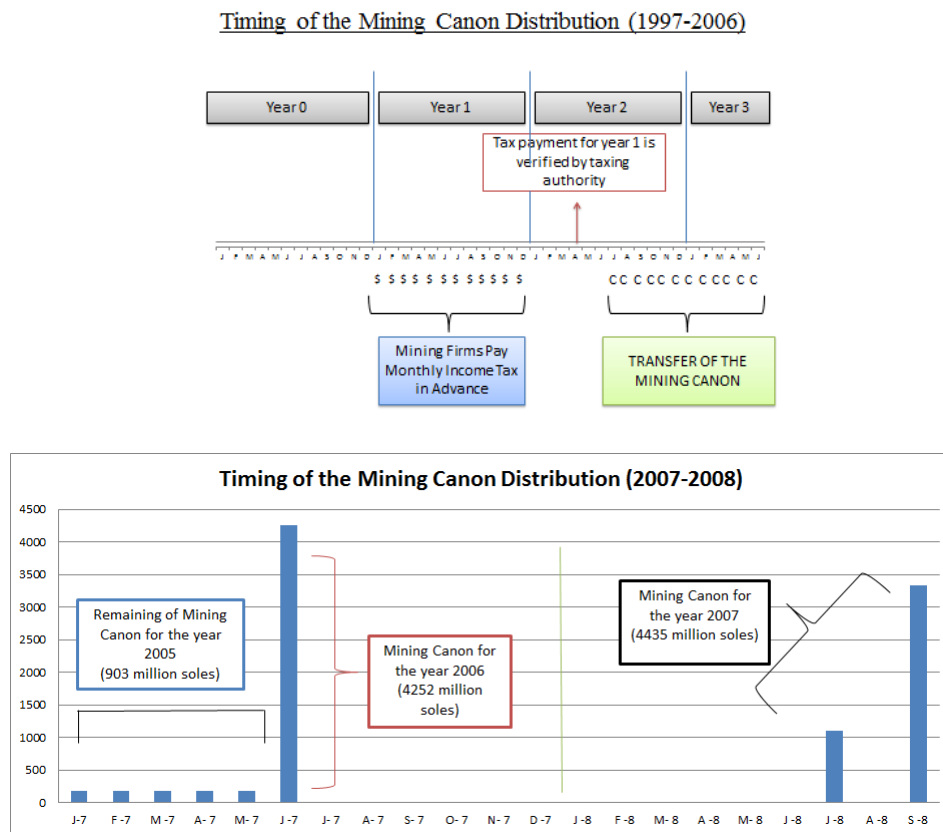 Timing of the Mining Canon Distribution (1997-2006)
Year 0 Year 1 Year 2 Year 3
Tax payment for year 1 is
verified by taxing
authority
J F M A M J J A S O N D J F M A M J J A S O N D J F M A M J J A S O N D J F M A M J
$ $ $ $ $ $ $ $ $ $ $ $ C C C C C C C C C C C C
Mining Firms Pay
Monthly Income Tax
in Advance
TRANSFER OF THE
MINING CANON
Timing of the Mining Canon Distribution (2007-2008)
4500
4000
3500
3000
2500
2000
1500
1000
500
0
Remaining of Mining
Canon for the year
2005
(903 million soles)
Mining Canon for
the year 2006
(4252 million
soles)
Mining Canon for
the year 2007
(4435 million soles)
J-7 F -7 M -7 A- 7 M- 7 J -7 J- 7 A- 7 S- 7 O- 7 N- 7 D- 7 J- 8 F- 8 M- 8 A- 8 M- 8 J -8 J -8 A -8 S -8